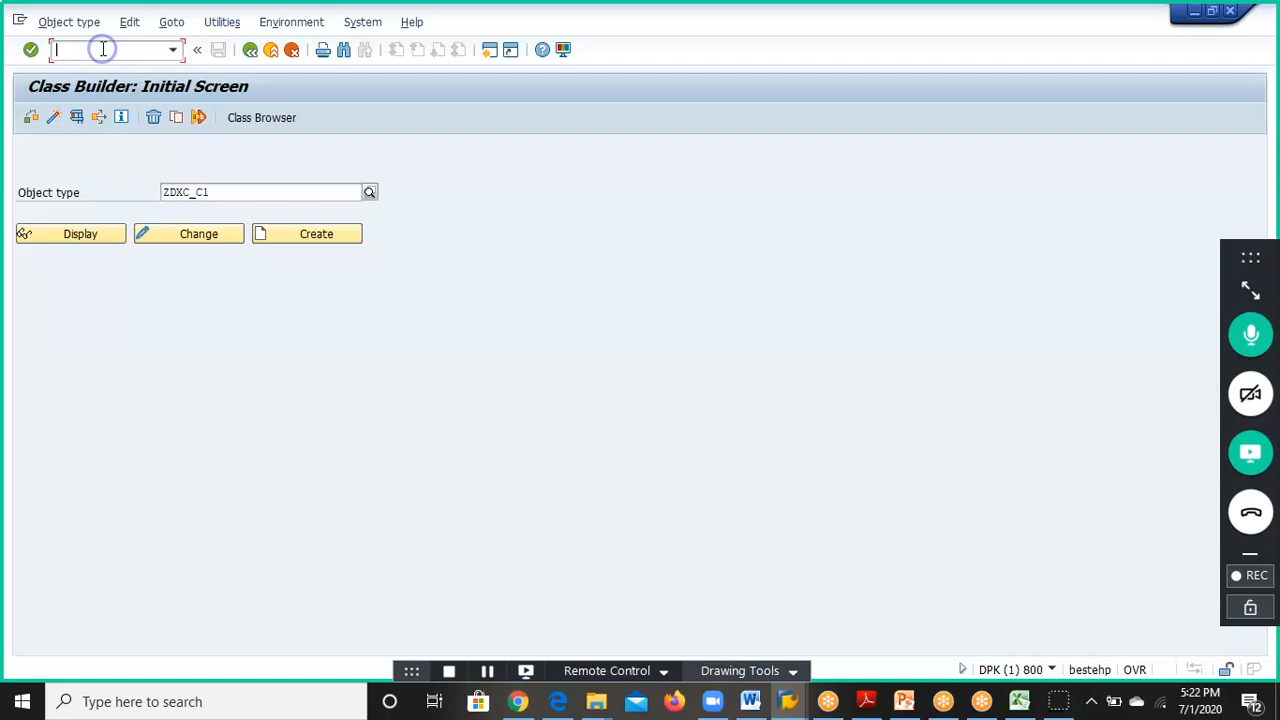 Object type Edit Goto Utilities Environment System Help
Class Builder: Initial Screen
Class Browser
Object type ZDXC_C1
Display Change Create
REC
Remote Control Drawing Tools
DPK (1) 800 bestehp OVR
Type here to search
5:22 PM
7/1/2020
12